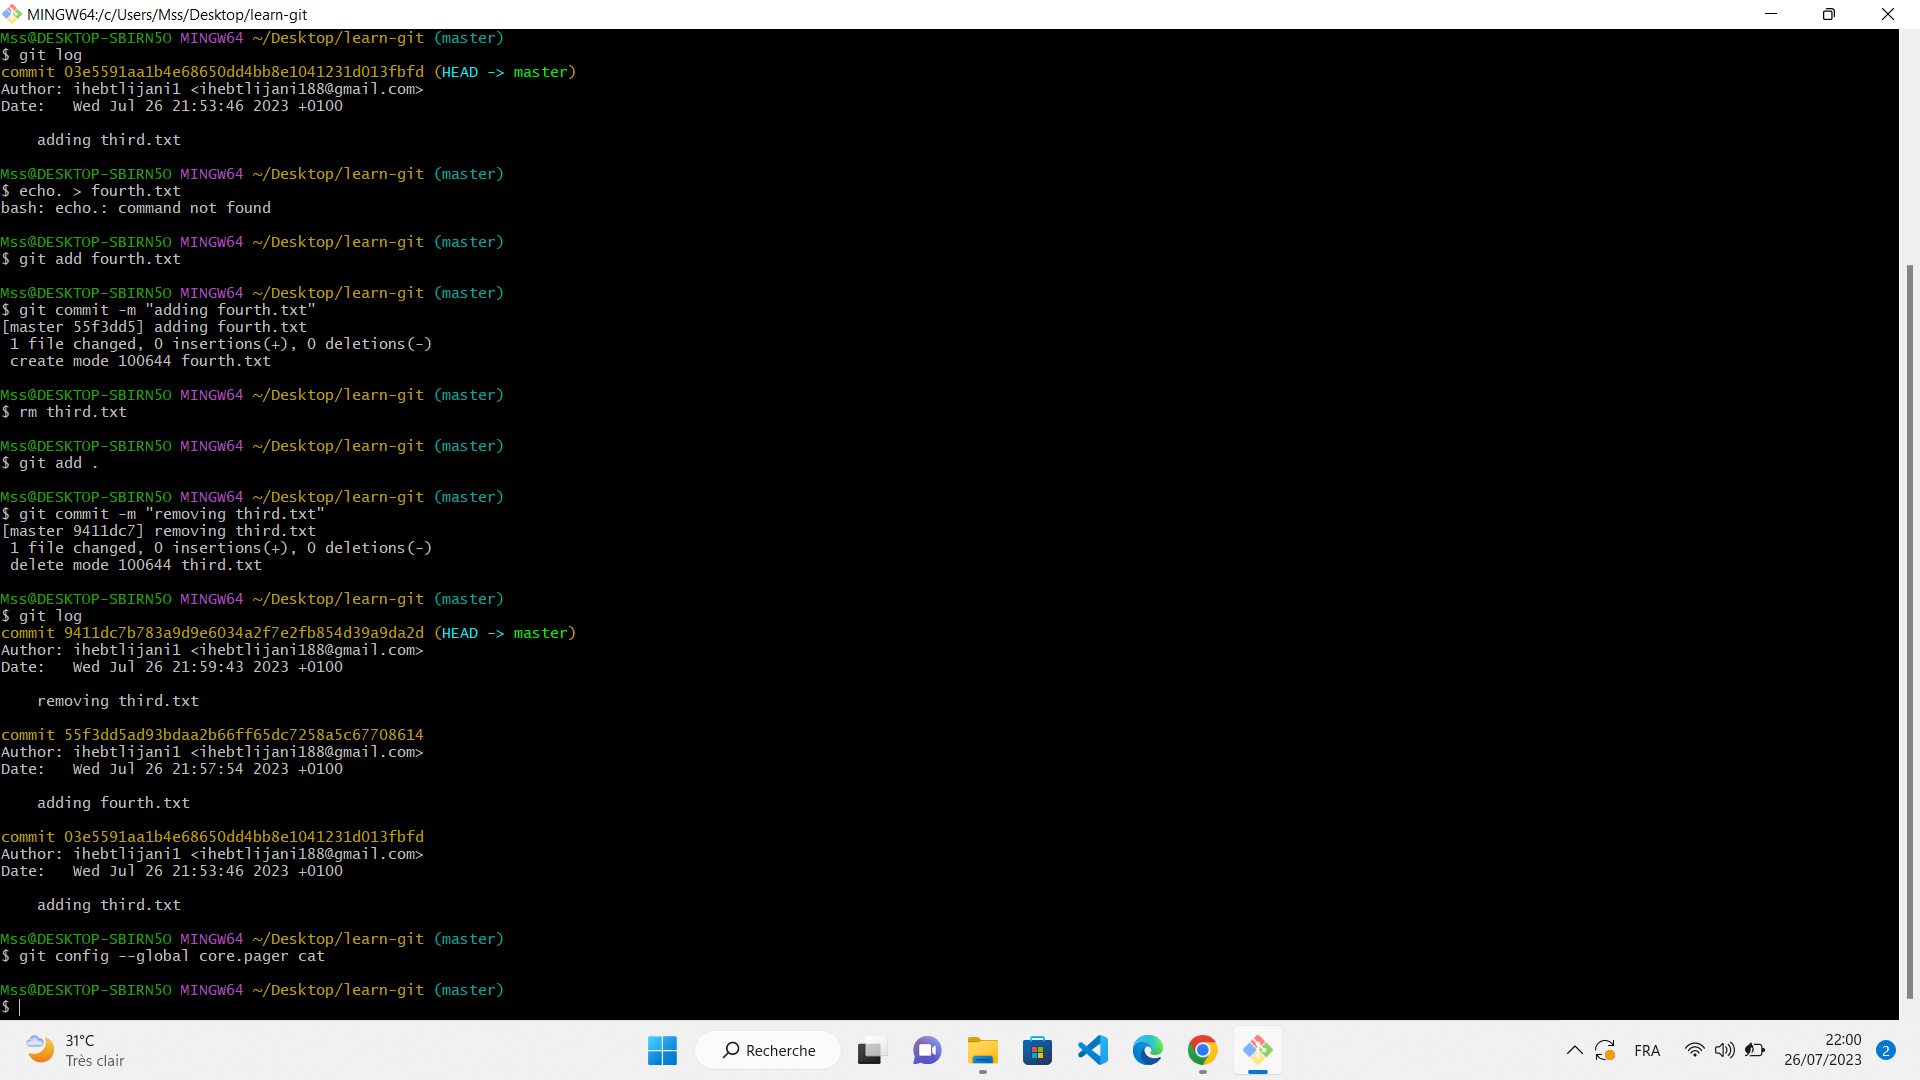 MINGW64:/c/Users/Mss/Desktop/learn-git
Mss@DESKTOP-SBIRN5O MINGW64 ~/Desktop/learn-git (master)
$ git log
commit 03e5591aa1b4e68650dd4bb8e1041231d013fbfd (HEAD -> master)
Author: ihebtlijani1 <ihebtlijani188@gmail.com>
Date:   Wed Jul 26 21:53:46 2023 +0100
    adding third.txt
Mss@DESKTOP-SBIRN5O MINGW64 ~/Desktop/learn-git (master)
$ echo. > fourth.txt
bash: echo.: command not found
Mss@DESKTOP-SBIRN5O MINGW64 ~/Desktop/learn-git (master)
$ git add fourth.txt
Mss@DESKTOP-SBIRN5O MINGW64 ~/Desktop/learn-git (master)
$ git commit -m "adding fourth.txt"
[master 55f3dd5] adding fourth.txt
 1 file changed, 0 insertions(+), 0 deletions(-)
 create mode 100644 fourth.txt
Mss@DESKTOP-SBIRN5O MINGW64 ~/Desktop/learn-git (master)
$ rm third.txt
Mss@DESKTOP-SBIRN5O MINGW64 ~/Desktop/learn-git (master)
$ git add .
Mss@DESKTOP-SBIRN5O MINGW64 ~/Desktop/learn-git (master)
$ git commit -m "removing third.txt"
[master 9411dc7] removing third.txt
 1 file changed, 0 insertions(+), 0 deletions(-)
 delete mode 100644 third.txt
Mss@DESKTOP-SBIRN5O MINGW64 ~/Desktop/learn-git (master)
$ git log
commit 9411dc7b783a9d9e6034a2f7e2fb854d39a9da2d (HEAD -> master)
Author: ihebtlijani1 <ihebtlijani188@gmail.com>
Date:   Wed Jul 26 21:59:43 2023 +0100
    removing third.txt
commit 55f3dd5ad93bdaa2b66ff65dc7258a5c67708614
Author: ihebtlijani1 <ihebtlijani188@gmail.com>
Date:   Wed Jul 26 21:57:54 2023 +0100
    adding fourth.txt
commit 03e5591aa1b4e68650dd4bb8e1041231d013fbfd
Author: ihebtlijani1 <ihebtlijani188@gmail.com>
Date:   Wed Jul 26 21:53:46 2023 +0100
    adding third.txt
Mss@DESKTOP-SBIRN5O MINGW64 ~/Desktop/learn-git (master)
$ git config --global core.pager cat
Mss@DESKTOP-SBIRN5O MINGW64 ~/Desktop/learn-git (master)
$
31°C
Très clair
Recherche
FRA
22:00
26/07/2023
2